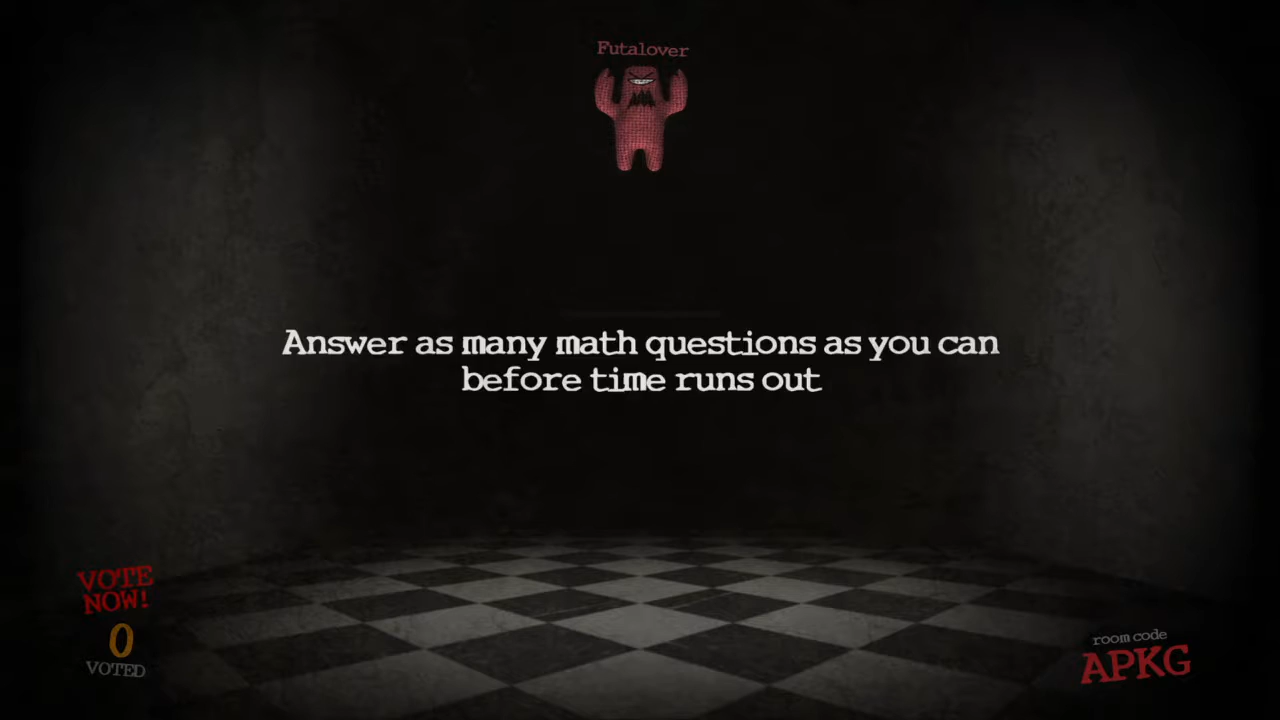 Futalover
Answer as many math questions as you can
before time runs out
VOTE
NOW!
0
VOTED
room code
APKG